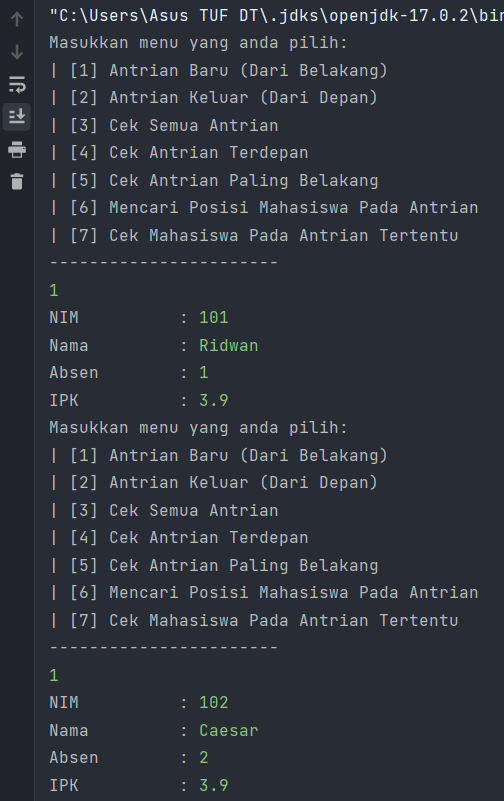 "C:\Users\Asus TUF DT\.jdks\openjdk-17.0.2\bin
Masukkan menu yang anda pilih:
| [1] Antrian Baru (Dari Belakang)
| [2] Antrian Keluar (Dari Depan)
| [3] Cek Semua Antrian
| [4] Cek Antrian Terdepan
| [5] Cek Antrian Paling Belakang
| [6] Mencari Posisi Mahasiswa Pada Antrian
| [7] Cek Mahasiswa Pada Antrian Tertentu
-----------------------
1
NIM          : 101
Nama         : Ridwan
Absen        : 1
IPK          : 3.9
Masukkan menu yang anda pilih:
| [1] Antrian Baru (Dari Belakang)
| [2] Antrian Keluar (Dari Depan)
| [3] Cek Semua Antrian
| [4] Cek Antrian Terdepan
| [5] Cek Antrian Paling Belakang
| [6] Mencari Posisi Mahasiswa Pada Antrian
| [7] Cek Mahasiswa Pada Antrian Tertentu
-----------------------
1
NIM          : 102
Nama         : Caesar
Absen        : 2
IPK          : 3.9